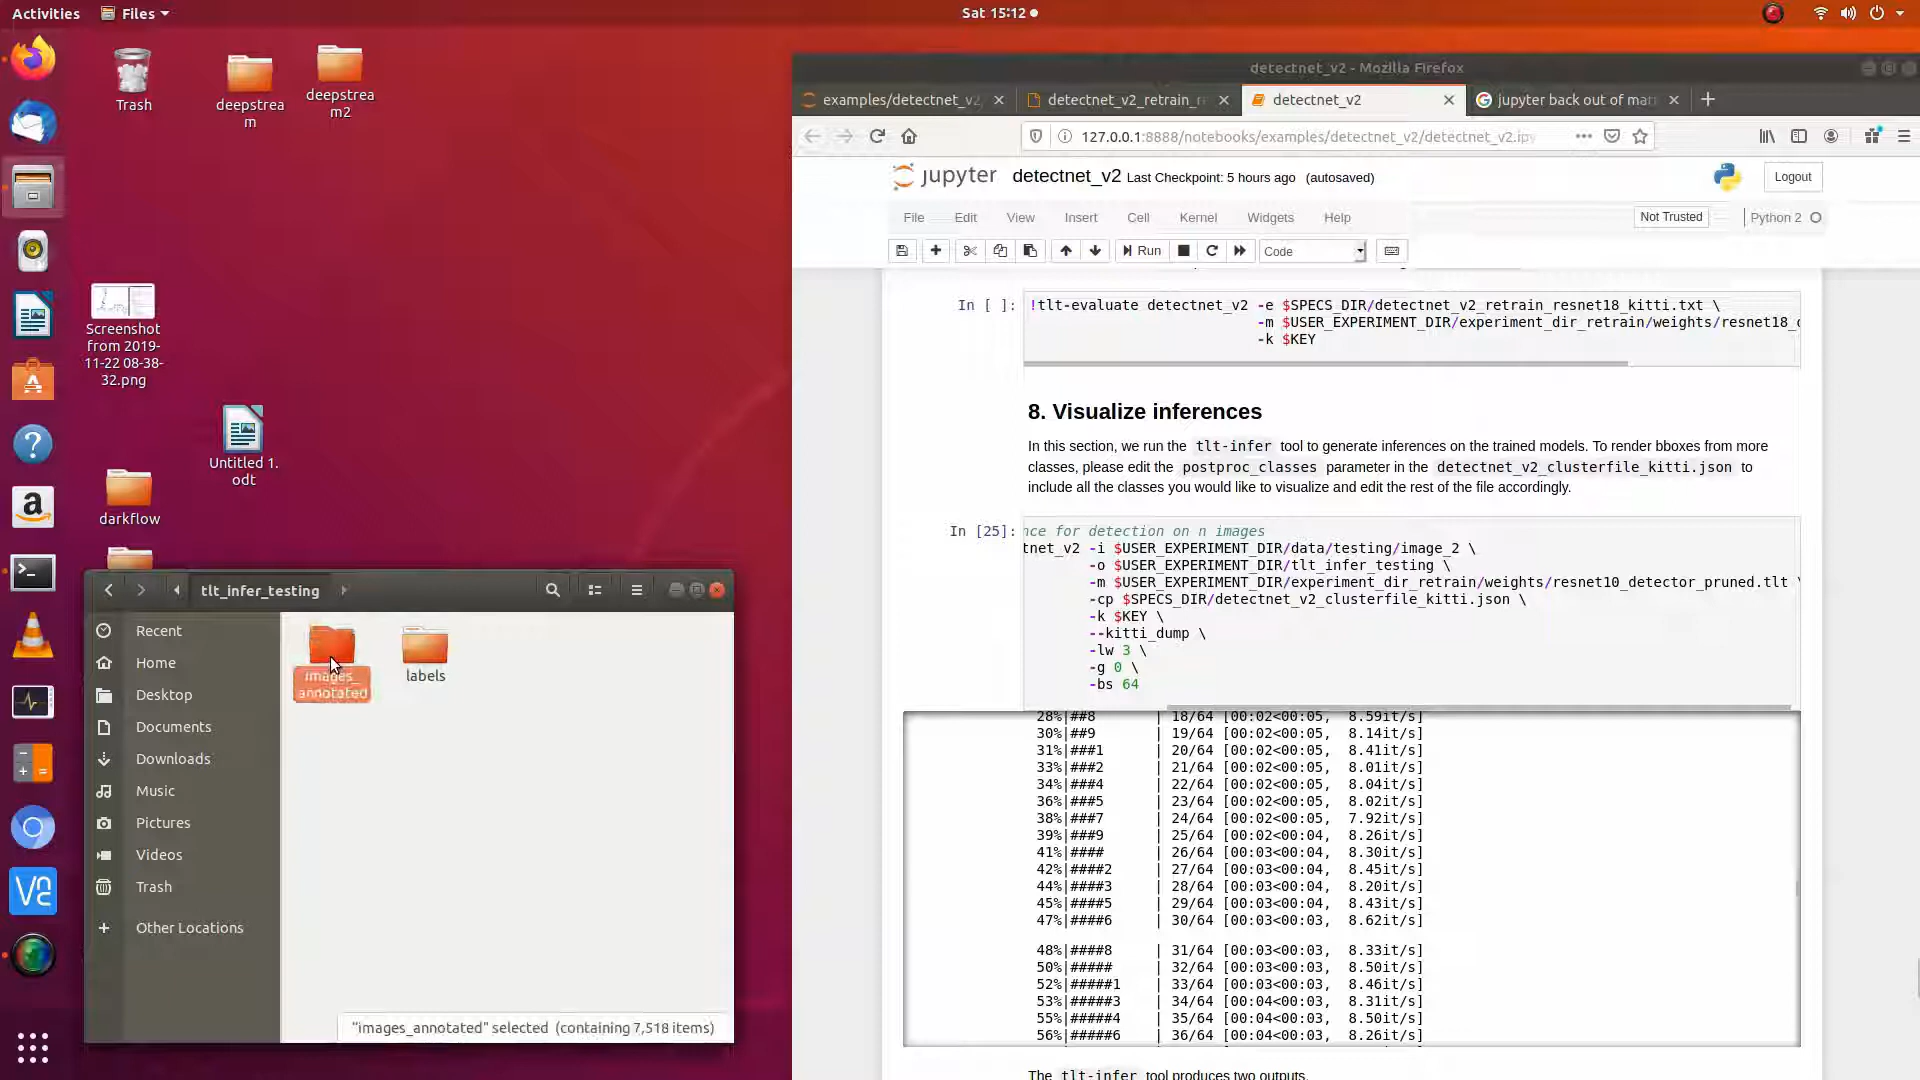 Activities
Files
Sat 15:12
Trash
deepstrea
m
deepstrea
m2
Screenshot
from 2019-
11-22 08-38-
32.png
Untitled 1.
odt
darkflow
tlt_infer_testing
Recent
Home
Desktop
Documents
Downloads
Music
Pictures
Videos
Trash
Other Locations
images_
annotated
labels
"images_annotated" selected (containing 7,518 items)
detectnet_v2 - Mozilla Firefox
examples/detectnet_v2
detectnet_v2_retrain_r
detectnet_v2
jupyter back out of mar
127.0.0.1:8888/notebooks/examples/detectnet_v2/detectnet_v2.ipy
jupyter detectnet_v2 Last Checkpoint: 5 hours ago (autosaved)
Logout
File Edit View Insert Cell Kernel Widgets Help
Not Trusted
Python 2
Run
Code
In [ ]: !tlt-evaluate detectnet_v2 -e $SPECS_DIR/detectnet_v2_retrain_resnet18_kitti.txt \
-m $USER_EXPERIMENT_DIR/experiment_dir_retrain/weights/resnet18_
-k $KEY
8. Visualize inferences
In this section, we run the tlt-infer tool to generate inferences on the trained models. To render bboxes from more
classes, please edit the postproc_classes parameter in the detectnet_v2_clusterfile_kitti.json to
include all the classes you would like to visualize and edit the rest of the file accordingly.
In [25]: nce for detection on n images
tnet_v2 -i $USER_EXPERIMENT_DIR/data/testing/image_2 \
-o $USER_EXPERIMENT_DIR/tlt_infer_testing \
-m $USER_EXPERIMENT_DIR/experiment_dir_retrain/weights/resnet10_detector_pruned.tlt \
-cp $SPECS_DIR/detectnet_v2_clusterfile_kitti.json \
-k $KEY \
--kitti_dump \
-lw 3 \
-g 0 \
-bs 64
28%|##8 | 18/64 [00:02<00:05, 8.59it/s]
30%|##9 | 19/64 [00:02<00:05, 8.14it/s]
31%|###1 | 20/64 [00:02<00:05, 8.41it/s]
33%|###2 | 21/64 [00:02<00:05, 8.01it/s]
34%|###4 | 22/64 [00:02<00:05, 8.04it/s]
36%|###5 | 23/64 [00:02<00:05, 8.02it/s]
38%|###7 | 24/64 [00:02<00:05, 7.92it/s]
39%|###9 | 25/64 [00:02<00:04, 8.26it/s]
41%|#### | 26/64 [00:03<00:04, 8.30it/s]
42%|####2 | 27/64 [00:03<00:04, 8.45it/s]
44%|####3 | 28/64 [00:03<00:04, 8.20it/s]
45%|####5 | 29/64 [00:03<00:04, 8.43it/s]
47%|####6 | 30/64 [00:03<00:03, 8.62it/s]
48%|####8 | 31/64 [00:03<00:03, 8.33it/s]
50%|##### | 32/64 [00:03<00:03, 8.50it/s]
52%|#####1 | 33/64 [00:03<00:03, 8.46it/s]
53%|#####3 | 34/64 [00:04<00:03, 8.31it/s]
55%|#####4 | 35/64 [00:04<00:03, 8.50it/s]
56%|#####6 | 36/64 [00:04<00:03, 8.26it/s]
The tlt-infer tool produces two outputs.